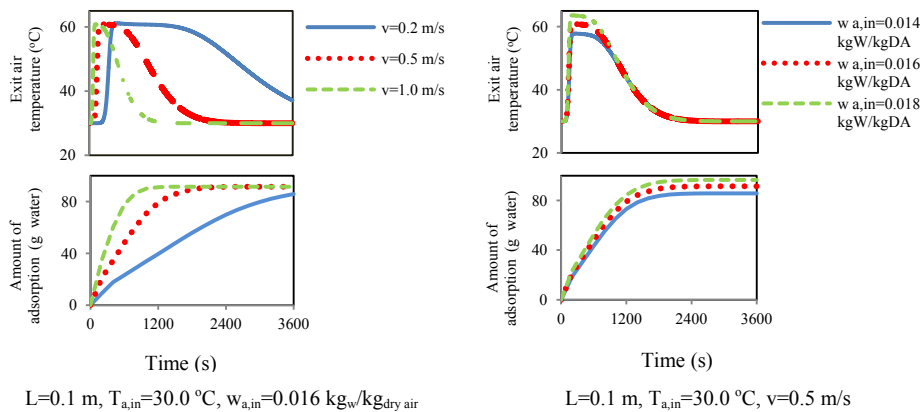 Exit air
temperature (°C)
60
40
20
v=0.2 m/s
v=0.5 m/s
v=1.0 m/s
Amount of
adsorption (g water)
80
40
0
0 1200 2400 3600
Time (s)
L=0.1 m, Ta,in=30.0 °C, wa,in=0.016 kgw/kgdry air
Exit air
temperature (°C)
60
40
20
w a,in=0.014
kgW/kgDA
w a,in=0.016
kgW/kgDA
w a,in=0.018
kgW/kgDA
Amount of
adsorption (g water)
80
40
0
0 1200 2400 3600
Time (s)
L=0.1 m, Ta,in=30.0 °C, v=0.5 m/s